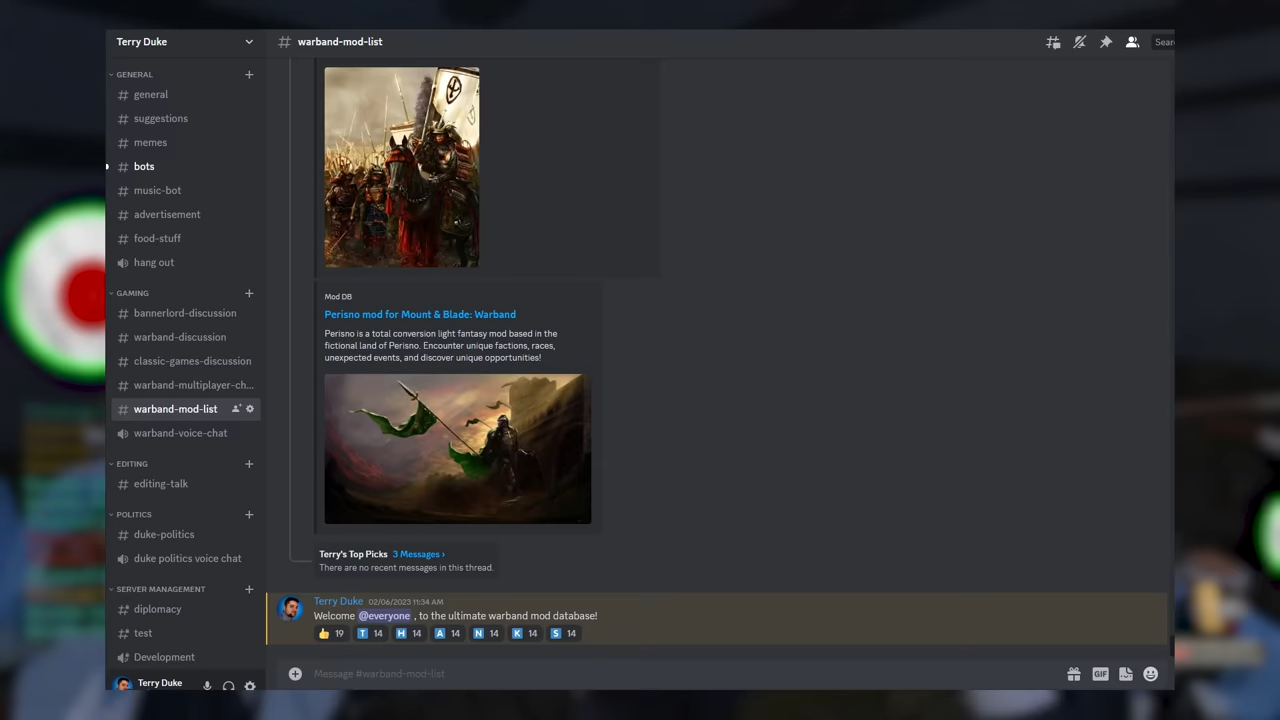 Terry Duke
GENERAL
general
suggestions
memes
bots
music-bot
advertisement
food-stuff
hang out
GAMING
bannerlord-discussion
warband-discussion
classic-games-discussion
warband-multiplayer-ch...
warband-mod-list
warband-voice-chat
EDITING
editing-talk
POLITICS
duke-politics
duke politics voice chat
SERVER MANAGEMENT
diplomacy
test
Development
Terry Duke
warband-mod-list
Sear
Mod DB
Perisno mod for Mount & Blade: Warband
Perisno is a total conversion light fantasy mod based in the
fictional land of Perisno. Encounter unique factions, races,
unexpected events, and discover unique opportunities!
Terry's Top Picks 3 Messages ›
There are no recent messages in this thread.
Terry Duke 02/06/2023 11:34 AM
Welcome @everyone , to the ultimate warband mod database!
19 T 14 H 14 A 14 N 14 K 14 S 14
Message #warband-mod-list
GIF